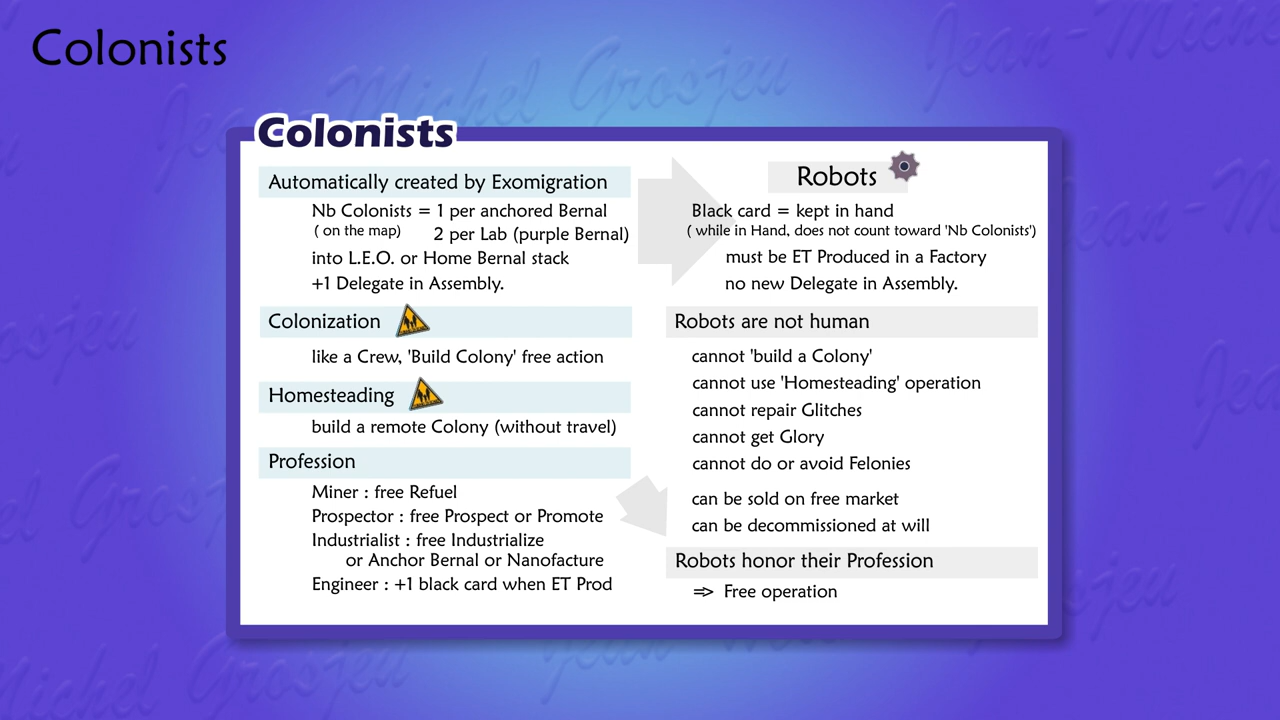 Colonists
Colonists
Automatically created by Exomigration
Nb Colonists = 1 per anchored Bernal
( on the map) 2 per Lab (purple Bernal)
into L.E.O. or Home Bernal stack
+1 Delegate in Assembly.
Colonization
like a Crew, 'Build Colony' free action
Homesteading
build a remote Colony (without travel)
Profession
Miner : free Refuel
Prospector : free Prospect or Promote
Industrialist : free Industrialize
or Anchor Bernal or Nanofacture
Engineer : +1 black card when ET Prod
Robots
Black card = kept in hand
( while in Hand, does not count toward 'Nb Colonists')
must be ET Produced in a Factory
no new Delegate in Assembly.
Robots are not human
cannot 'build a Colony'
cannot use 'Homesteading' operation
cannot repair Glitches
cannot get Glory
cannot do or avoid Felonies
can be sold on free market
can be decommissioned at will
Robots honor their Profession
=> Free operation
Jean-Michel Grosjeu